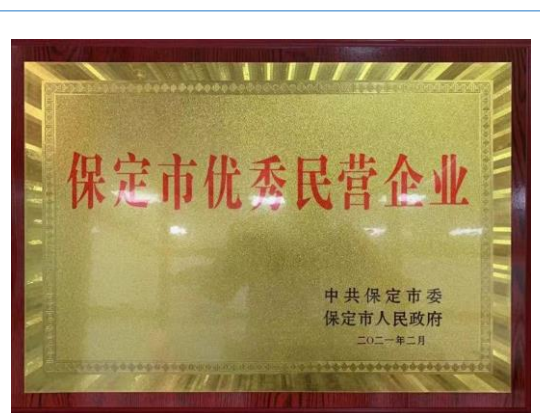 保定市优秀民营企业
中共保定市委
保定市人民政府
二〇二一年二月